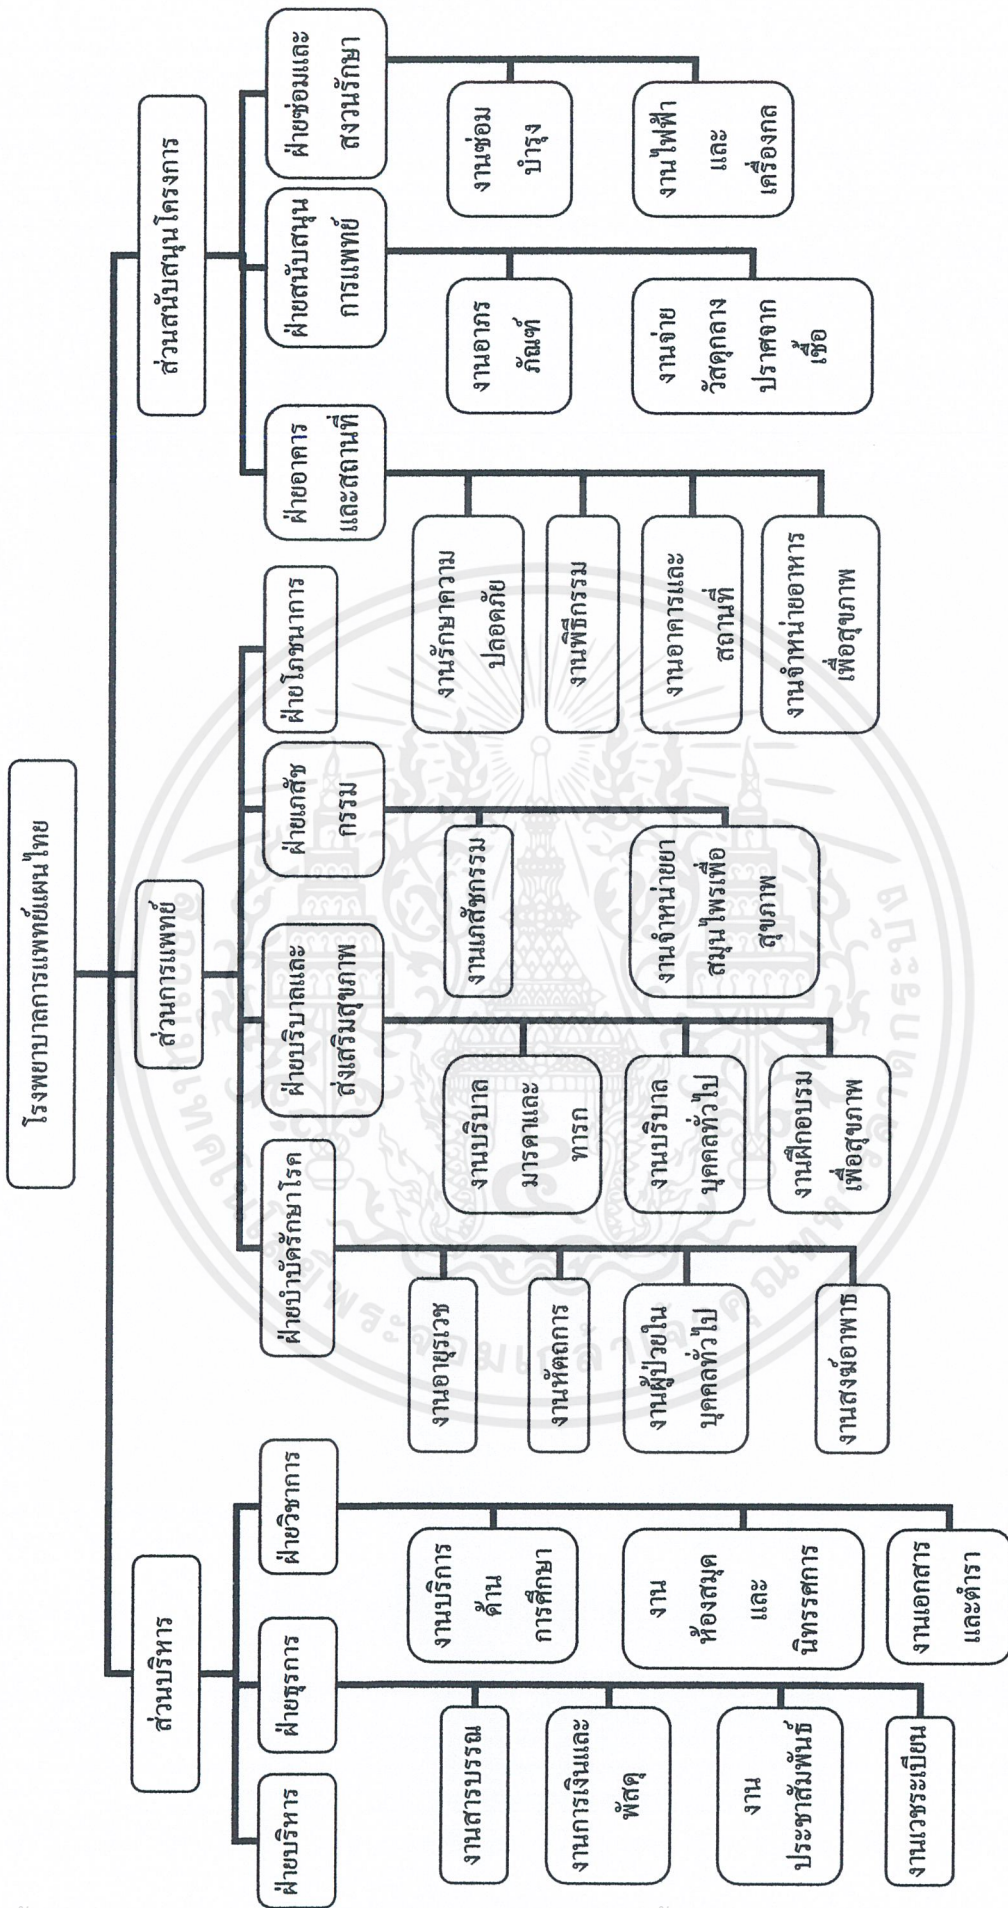 โรงพยาบาลการแพทย์แผนไทย
ส่วนบริหาร
ส่วนการแพทย์
ส่วนสนับสนุนโครงการ
ฝ่ายบริหาร
ฝ่ายธุรการ
ฝ่ายวิชาการ
ฝ่ายบำบัดรักษาโรค
ฝ่ายบริบาลและ
ส่งเสริมสุขภาพ
ฝ่ายเภสัช
กรรม
ฝ่ายโภชนาการ
ฝ่ายอาคาร
และสถานที่
ฝ่ายสนับสนุน
การแพทย์
ฝ่ายซ่อมและ
สงวนรักษา
งานสารบรรณ
งานการเงินและ
พัสดุ
งาน
ประชาสัมพันธ์
งานเวชระเบียน
งานบริการ
ด้าน
การศึกษา
งาน
ห้องสมุด
และ
นิทรรศการ
งานเอกสาร
และตำรา
งานอายุรเวช
งานหัตถการ
งานผู้ป่วยใน
บุคคลทั่วไป
งานสงฆ์อาพาธ
งานบริบาล
มารดาและ
ทารก
งานบริบาล
บุคคลทั่วไป
งานฝึกอบรม
เพื่อสุขภาพ
งานเภสัชกรรม
งานจำหน่ายยา
สมุนไพรเพื่อ
สุขภาพ
งานรักษาความ
ปลอดภัย
งานพิธีกรรม
งานอาคารและ
สถานที่
งานจำหน่ายอาหาร
เพื่อสุขภาพ
งานอาภร
ภัณฑ์
งานจ่าย
วัสดุกลาง
ปราศจาก
เชื้อ
งานซ่อม
บำรุง
งานไฟฟ้า
และ
เครื่องกล